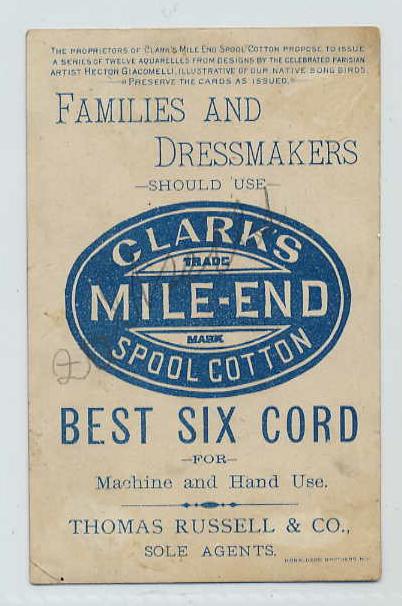 THE PROPRIETORS OF CLARK'S MILE END SPOOL COTTON PROPOSE TO ISSUE
A SERIES OF TWELVE AQUARELLES FROM DESIGNS BY THE CELEBRATED PARISIAN
ARTIST HECTOR GIACOMELLI, ILLUSTRATIVE OF OUR NATIVE SONG BIRDS.
"PRESERVE THE CARDS AS ISSUED."
FAMILIES AND
DRESSMAKERS
—SHOULD USE—
CLARK'S
TRADE
MILE-END
MARK
SPOOL COTTON
BEST SIX CORD
—FOR—
Machine and Hand Use.
THOMAS RUSSELL & CO.,
SOLE AGENTS.
DONALDSON BROTHERS, N.Y.